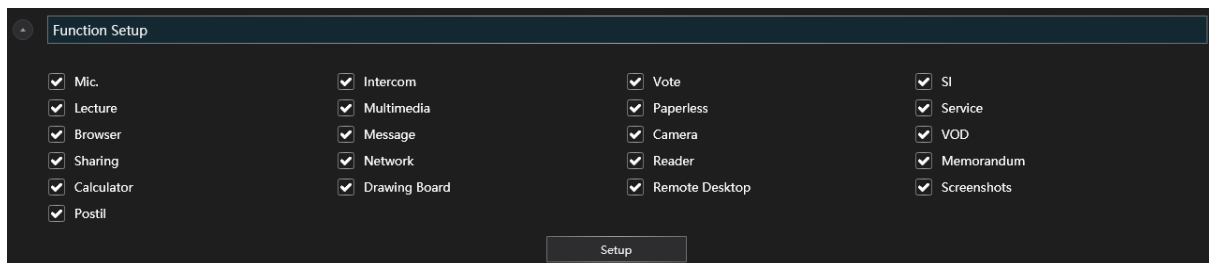 Function Setup
Mic. Intercom Vote SI
Lecture Multimedia Paperless Service
Browser Message Camera VOD
Sharing Network Reader Memorandum
Calculator Drawing Board Remote Desktop Screenshots
Postil
Setup